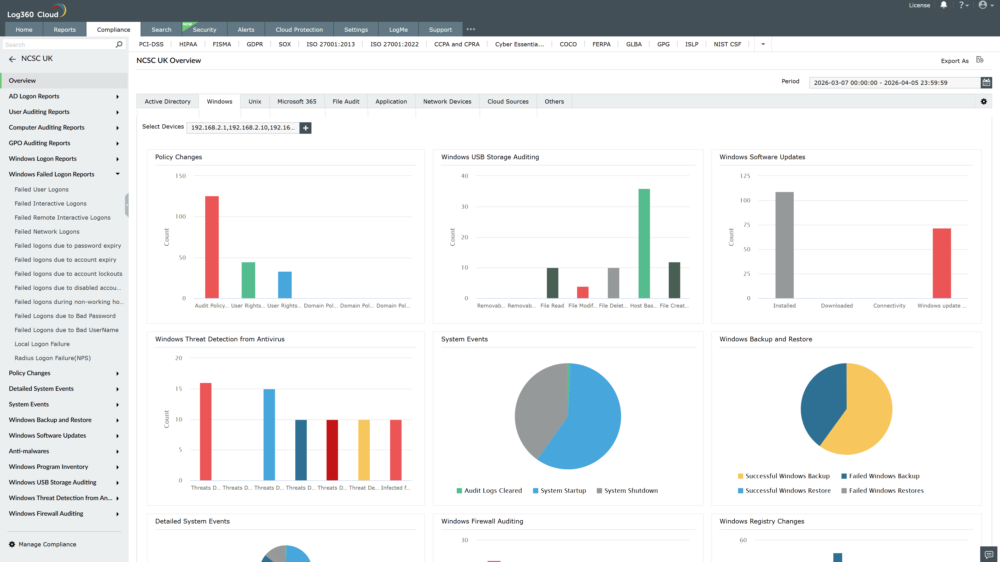 License
?
Log360 Cloud
Home
Reports
Compliance
Search
NEW
Security
Alerts
Cloud Protection
Settings
LogMe
Support
Search
PCI-DSS
HIPAA
FISMA
GDPR
SOX
ISO 27001:2013
ISO 27001:2022
CCPA and CPRA
Cyber Essentia...
COCO
FERPA
GLBA
GPG
ISLP
NIST CSF
NCSC UK
Overview
AD Logon Reports
User Auditing Reports
Computer Auditing Reports
GPO Auditing Reports
Windows Logon Reports
Windows Failed Logon Reports
Failed User Logons
Failed Interactive Logons
Failed Remote Interactive Logons
Failed Network Logons
Failed logons due to password expiry
Failed logons due to account expiry
Failed logons due to account lockouts
Failed logons due to disabled accou...
Failed logons during non-working ho...
Failed Logons due to Bad Password
Failed Logons due to Bad UserName
Local Logon Failure
Radius Logon Failure(NPS)
Policy Changes
Detailed System Events
System Events
Windows Backup and Restore
Windows Software Updates
Anti-malwares
Windows Program Inventory
Windows USB Storage Auditing
Windows Threat Detection from An...
Windows Firewall Auditing
Manage Compliance
NCSC UK Overview
Export As
Period
2026-03-07 00:00:00 - 2026-04-05 23:59:59
Active Directory
Windows
Unix
Microsoft 365
File Audit
Application
Network Devices
Cloud Sources
Others
Select Devices
192.168.2.1,192.168.2.10,192.16...
Policy Changes
150
100
50
0
Count
Audit Policy...
User Rights...
User Rights...
Domain Pol...
Domain Pol...
Domain Pol...
Windows USB Storage Auditing
40
30
20
10
0
Count
Removab...
Removab...
File Read
File Modif...
File Delet...
Host Bas...
File Creat...
Windows Software Updates
125
100
75
50
25
0
Count
Installed
Downloaded
Connectivity
Windows update ...
Windows Threat Detection from Antivirus
20
15
10
5
0
Count
Threats D...
Threats D...
Threats D...
Threats D...
Threats D...
Threat De...
Infected f...
System Events
Audit Logs Cleared
System Startup
System Shutdown
Windows Backup and Restore
Successful Windows Backup
Failed Windows Backup
Successful Windows Restore
Failed Windows Restores
Detailed System Events
Windows Firewall Auditing
30
Windows Registry Changes
60